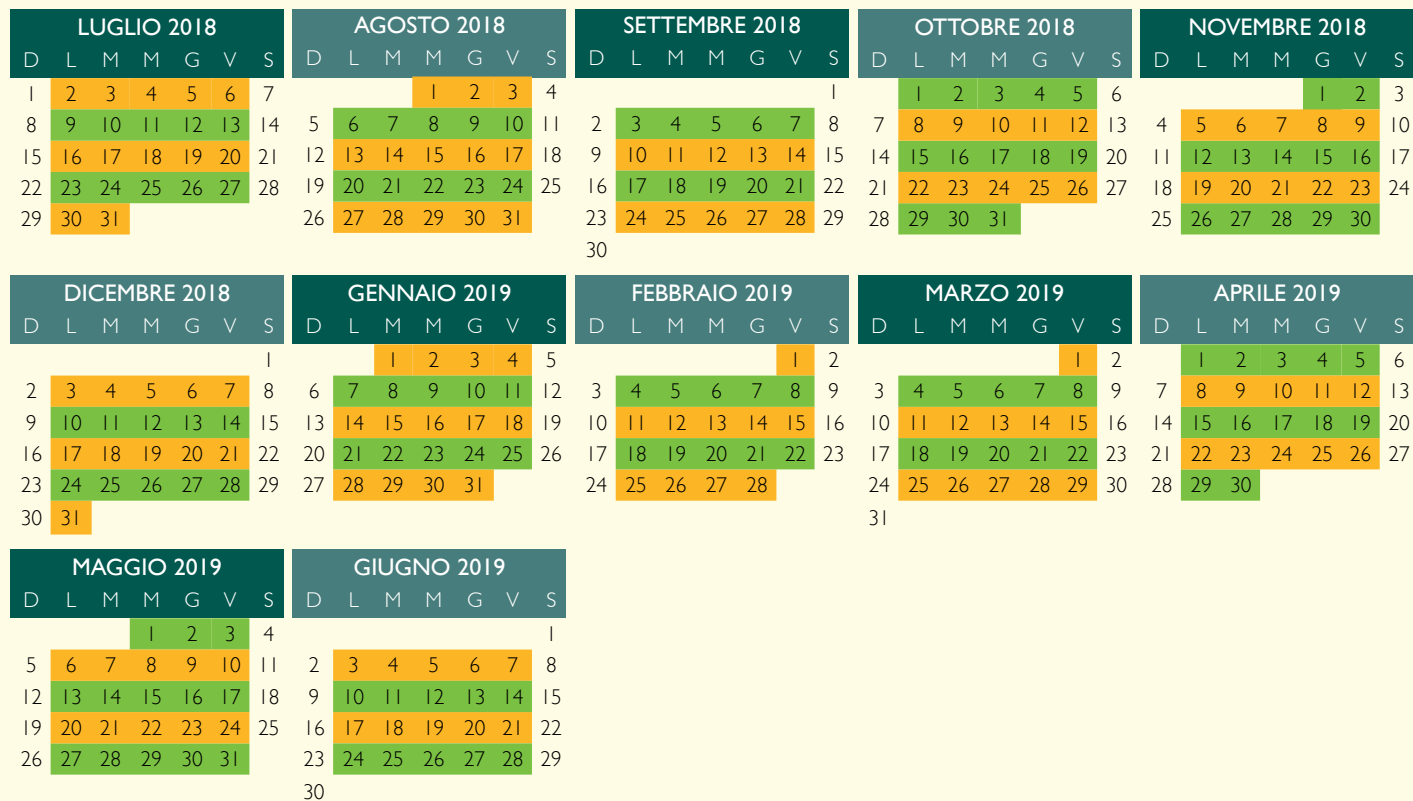 LUGLIO 2018
D L M M G V S
1 2 3 4 5 6 7
8 9 10 11 12 13 14
15 16 17 18 19 20 21
22 23 24 25 26 27 28
29 30 31
AGOSTO 2018
D L M M G V S
1 2 3 4
5 6 7 8 9 10 11
12 13 14 15 16 17 18
19 20 21 22 23 24 25
26 27 28 29 30 31
SETTEMBRE 2018
D L M M G V S
1
2 3 4 5 6 7 8
9 10 11 12 13 14 15
16 17 18 19 20 21 22
23 24 25 26 27 28 29
30
OTTOBRE 2018
D L M M G V S
1 2 3 4 5 6
7 8 9 10 11 12 13
14 15 16 17 18 19 20
21 22 23 24 25 26 27
28 29 30 31
NOVEMBRE 2018
D L M M G V S
1 2 3
4 5 6 7 8 9 10
11 12 13 14 15 16 17
18 19 20 21 22 23 24
25 26 27 28 29 30
DICEMBRE 2018
D L M M G V S
1
2 3 4 5 6 7 8
9 10 11 12 13 14 15
16 17 18 19 20 21 22
23 24 25 26 27 28 29
30 31
GENNAIO 2019
D L M M G V S
1 2 3 4 5
6 7 8 9 10 11 12
13 14 15 16 17 18 19
20 21 22 23 24 25 26
27 28 29 30 31
FEBBRAIO 2019
D L M M G V S
1 2
3 4 5 6 7 8 9
10 11 12 13 14 15 16
17 18 19 20 21 22 23
24 25 26 27 28
MARZO 2019
D L M M G V S
1 2
3 4 5 6 7 8 9
10 11 12 13 14 15 16
17 18 19 20 21 22 23
24 25 26 27 28 29 30
31
APRILE 2019
D L M M G V S
1 2 3 4 5 6
7 8 9 10 11 12 13
14 15 16 17 18 19 20
21 22 23 24 25 26 27
28 29 30
MAGGIO 2019
D L M M G V S
1 2 3 4
5 6 7 8 9 10 11
12 13 14 15 16 17 18
19 20 21 22 23 24 25
26 27 28 29 30 31
GIUGNO 2019
D L M M G V S
1
2 3 4 5 6 7 8
9 10 11 12 13 14 15
16 17 18 19 20 21 22
23 24 25 26 27 28 29
30